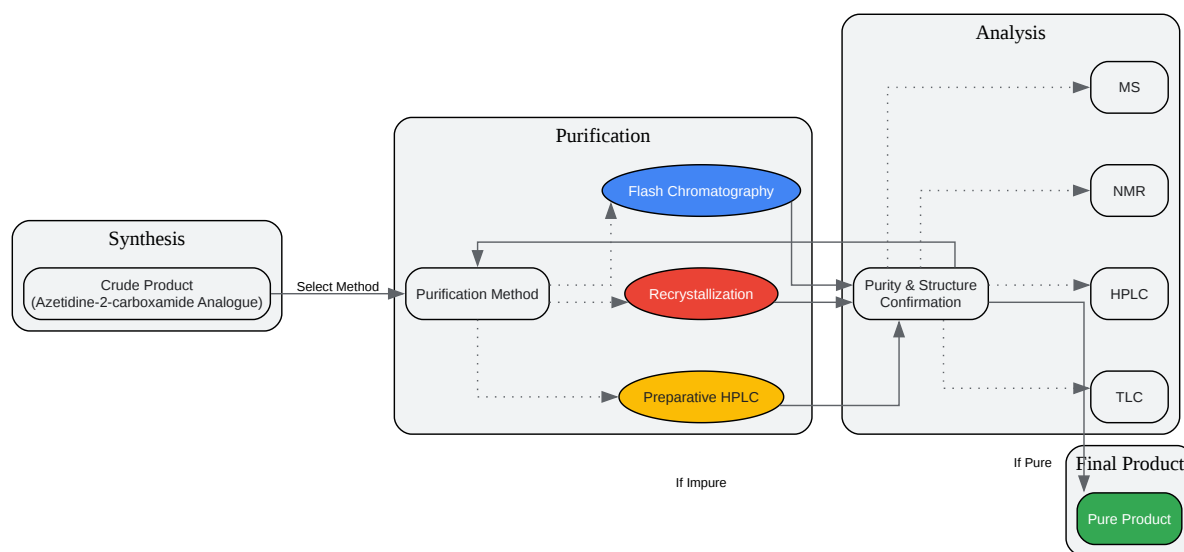 Synthesis
Crude Product
(Azetidine-2-carboxamide Analogue)
Select Method
Purification
Purification Method
Flash Chromatography
Recrystallization
Preparative HPLC
Analysis
Purity & Structure
Confirmation
MS
NMR
HPLC
TLC
If Impure
If Pure
Final Product
Pure Product